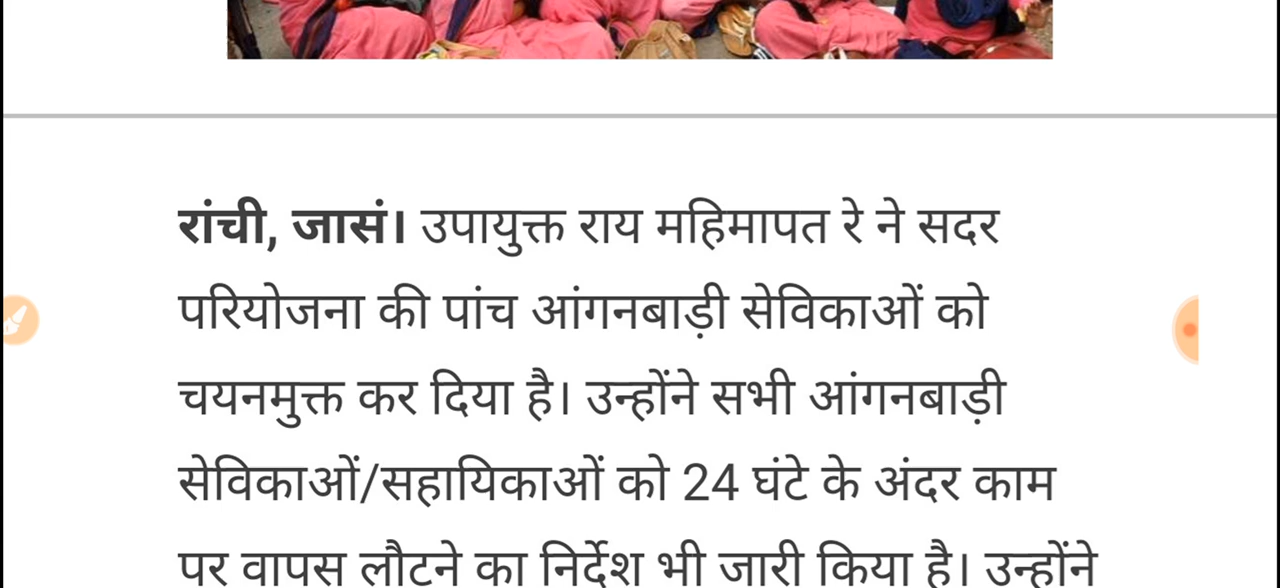 रांची, जासं। उपायुक्त राय महिमापत रे ने सदर
परियोजना की पांच आंगनबाड़ी सेविकाओं को
चयनमुक्त कर दिया है। उन्होंने सभी आंगनबाड़ी
सेविकाओं/सहायिकाओं को 24 घंटे के अंदर काम
पर वापस लौटने का निर्देश भी जारी किया है। उन्होंने